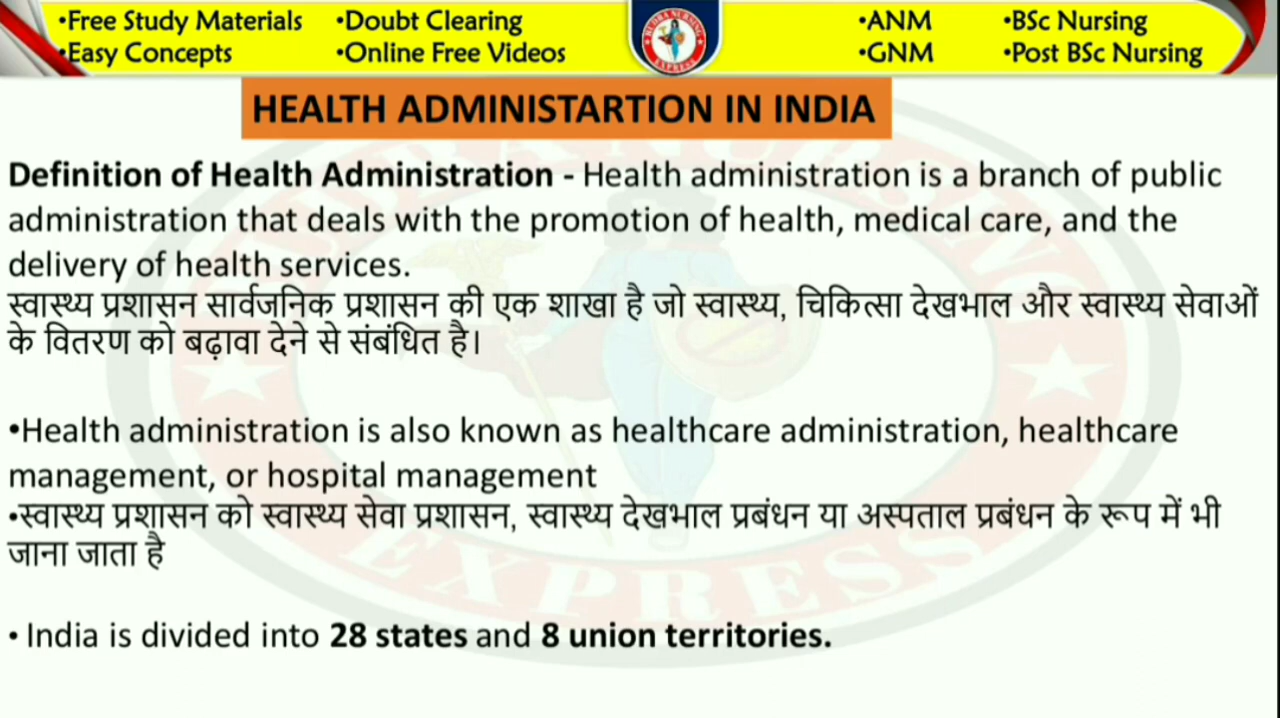 •Free Study Materials •Doubt Clearing •ANM •BSc Nursing
•Easy Concepts •Online Free Videos •GNM •Post BSc Nursing
RUDRA NURSING
EXPRESS
HEALTH ADMINISTARTION IN INDIA
Definition of Health Administration - Health administration is a branch of public
administration that deals with the promotion of health, medical care, and the
delivery of health services.
स्वास्थ्य प्रशासन सार्वजनिक प्रशासन की एक शाखा है जो स्वास्थ्य, चिकित्सा देखभाल और स्वास्थ्य सेवाओं
के वितरण को बढ़ावा देने से संबंधित है।
•Health administration is also known as healthcare administration, healthcare
management, or hospital management
•स्वास्थ्य प्रशासन को स्वास्थ्य सेवा प्रशासन, स्वास्थ्य देखभाल प्रबंधन या अस्पताल प्रबंधन के रूप में भी
जाना जाता है
• India is divided into 28 states and 8 union territories.